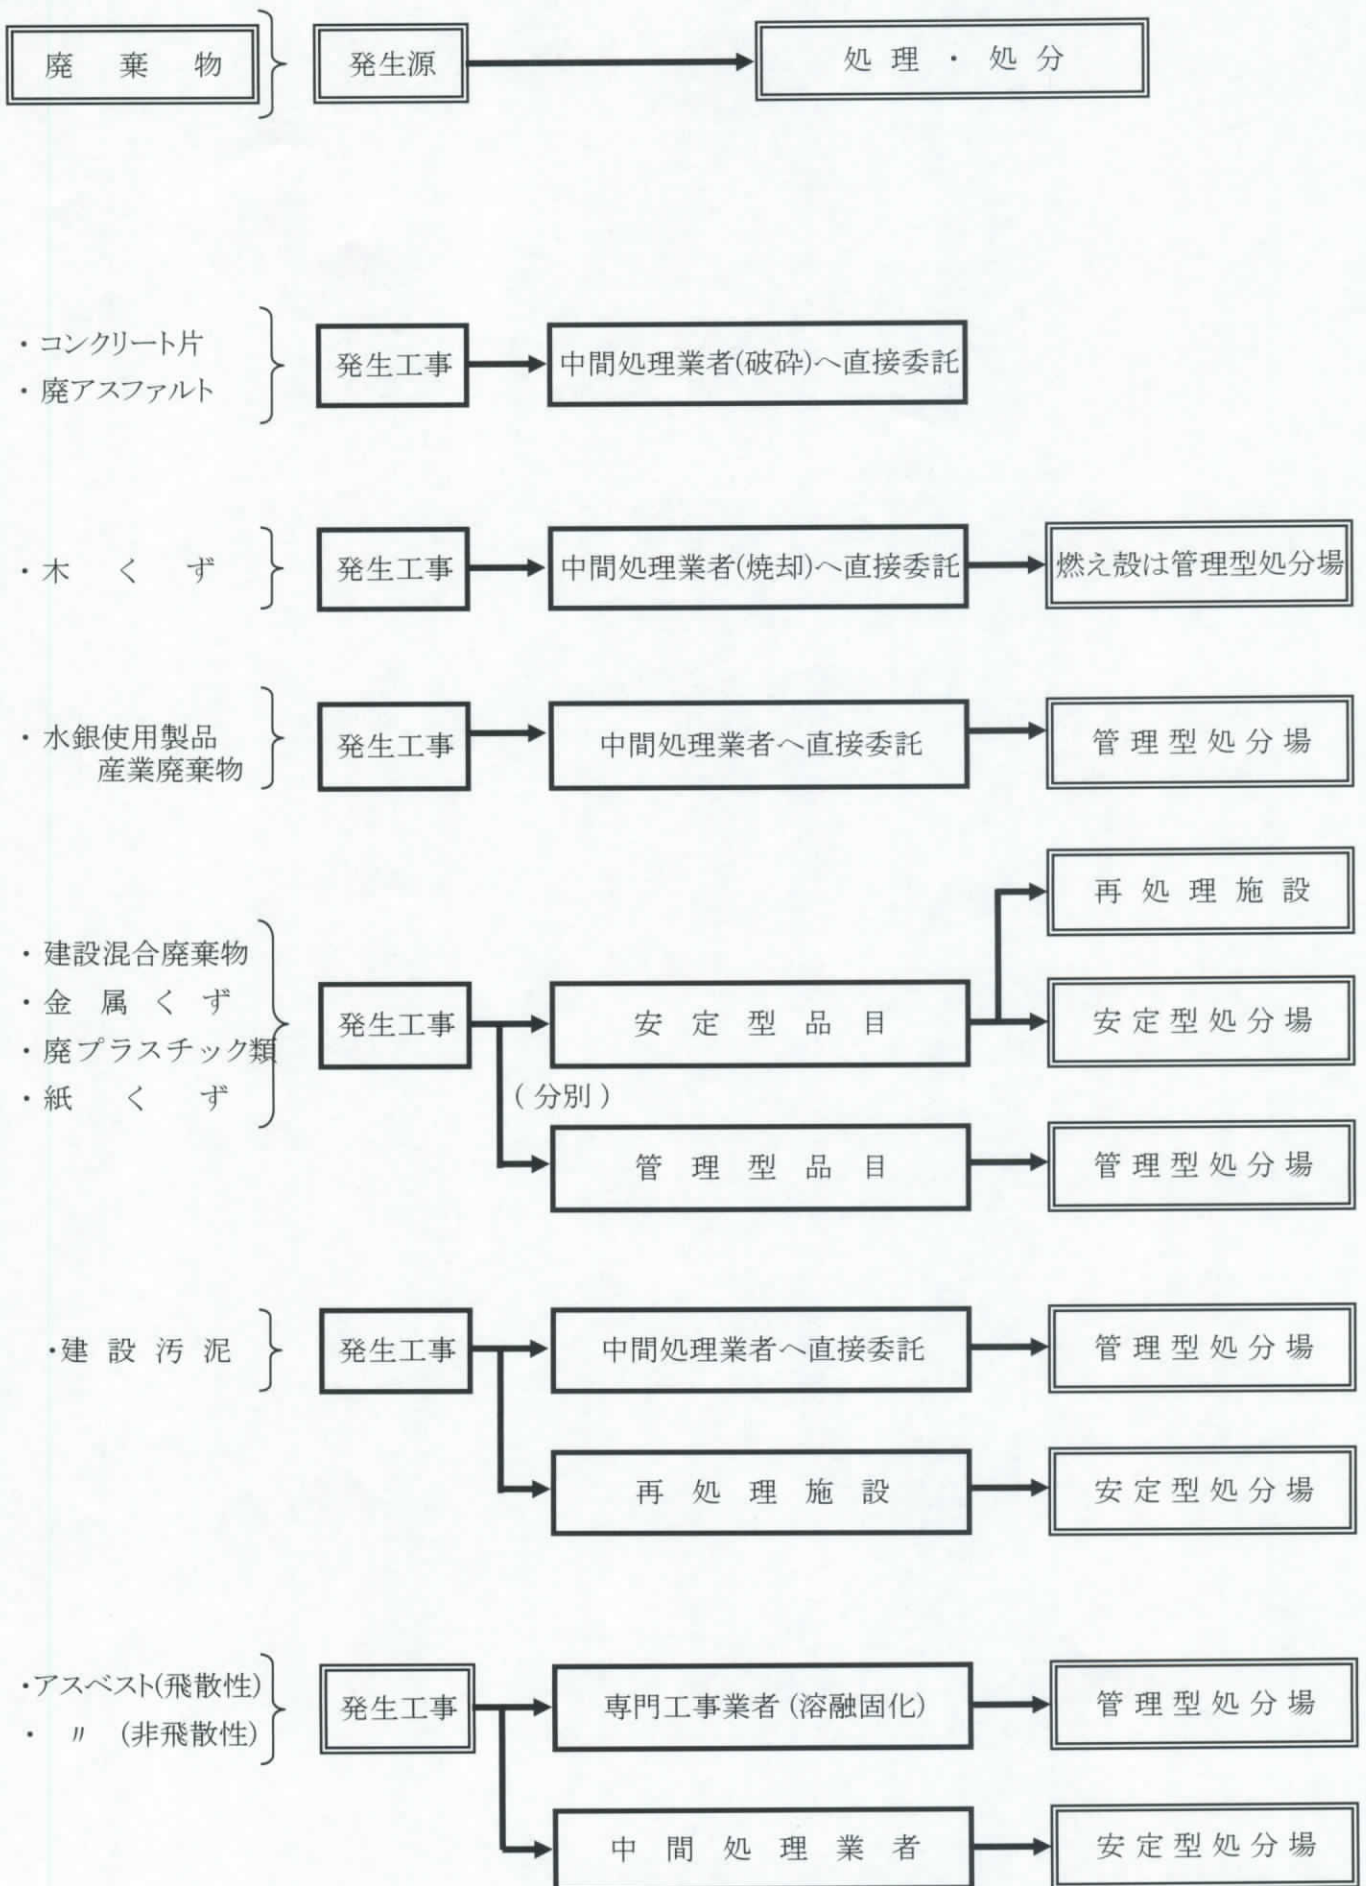 廃棄物
発生源
処理・処分
・コンクリート片
・廃アスファルト
発生工事
中間処理業者(破砕)へ直接委託
・木くず
発生工事
中間処理業者(焼却)へ直接委託
燃え殻は管理型処分場
・水銀使用製品
産業廃棄物
発生工事
中間処理業者へ直接委託
管理型処分場
再処理施設
・建設混合廃棄物
・金属くず
・廃プラスチック類
・紙くず
発生工事
安定型品目
安定型処分場
(分別)
管理型品目
管理型処分場
・建設汚泥
発生工事
中間処理業者へ直接委託
管理型処分場
再処理施設
安定型処分場
・アスベスト(飛散性)
・〃(非飛散性)
発生工事
専門工事業者(溶融固化)
管理型処分場
中間処理業者
安定型処分場